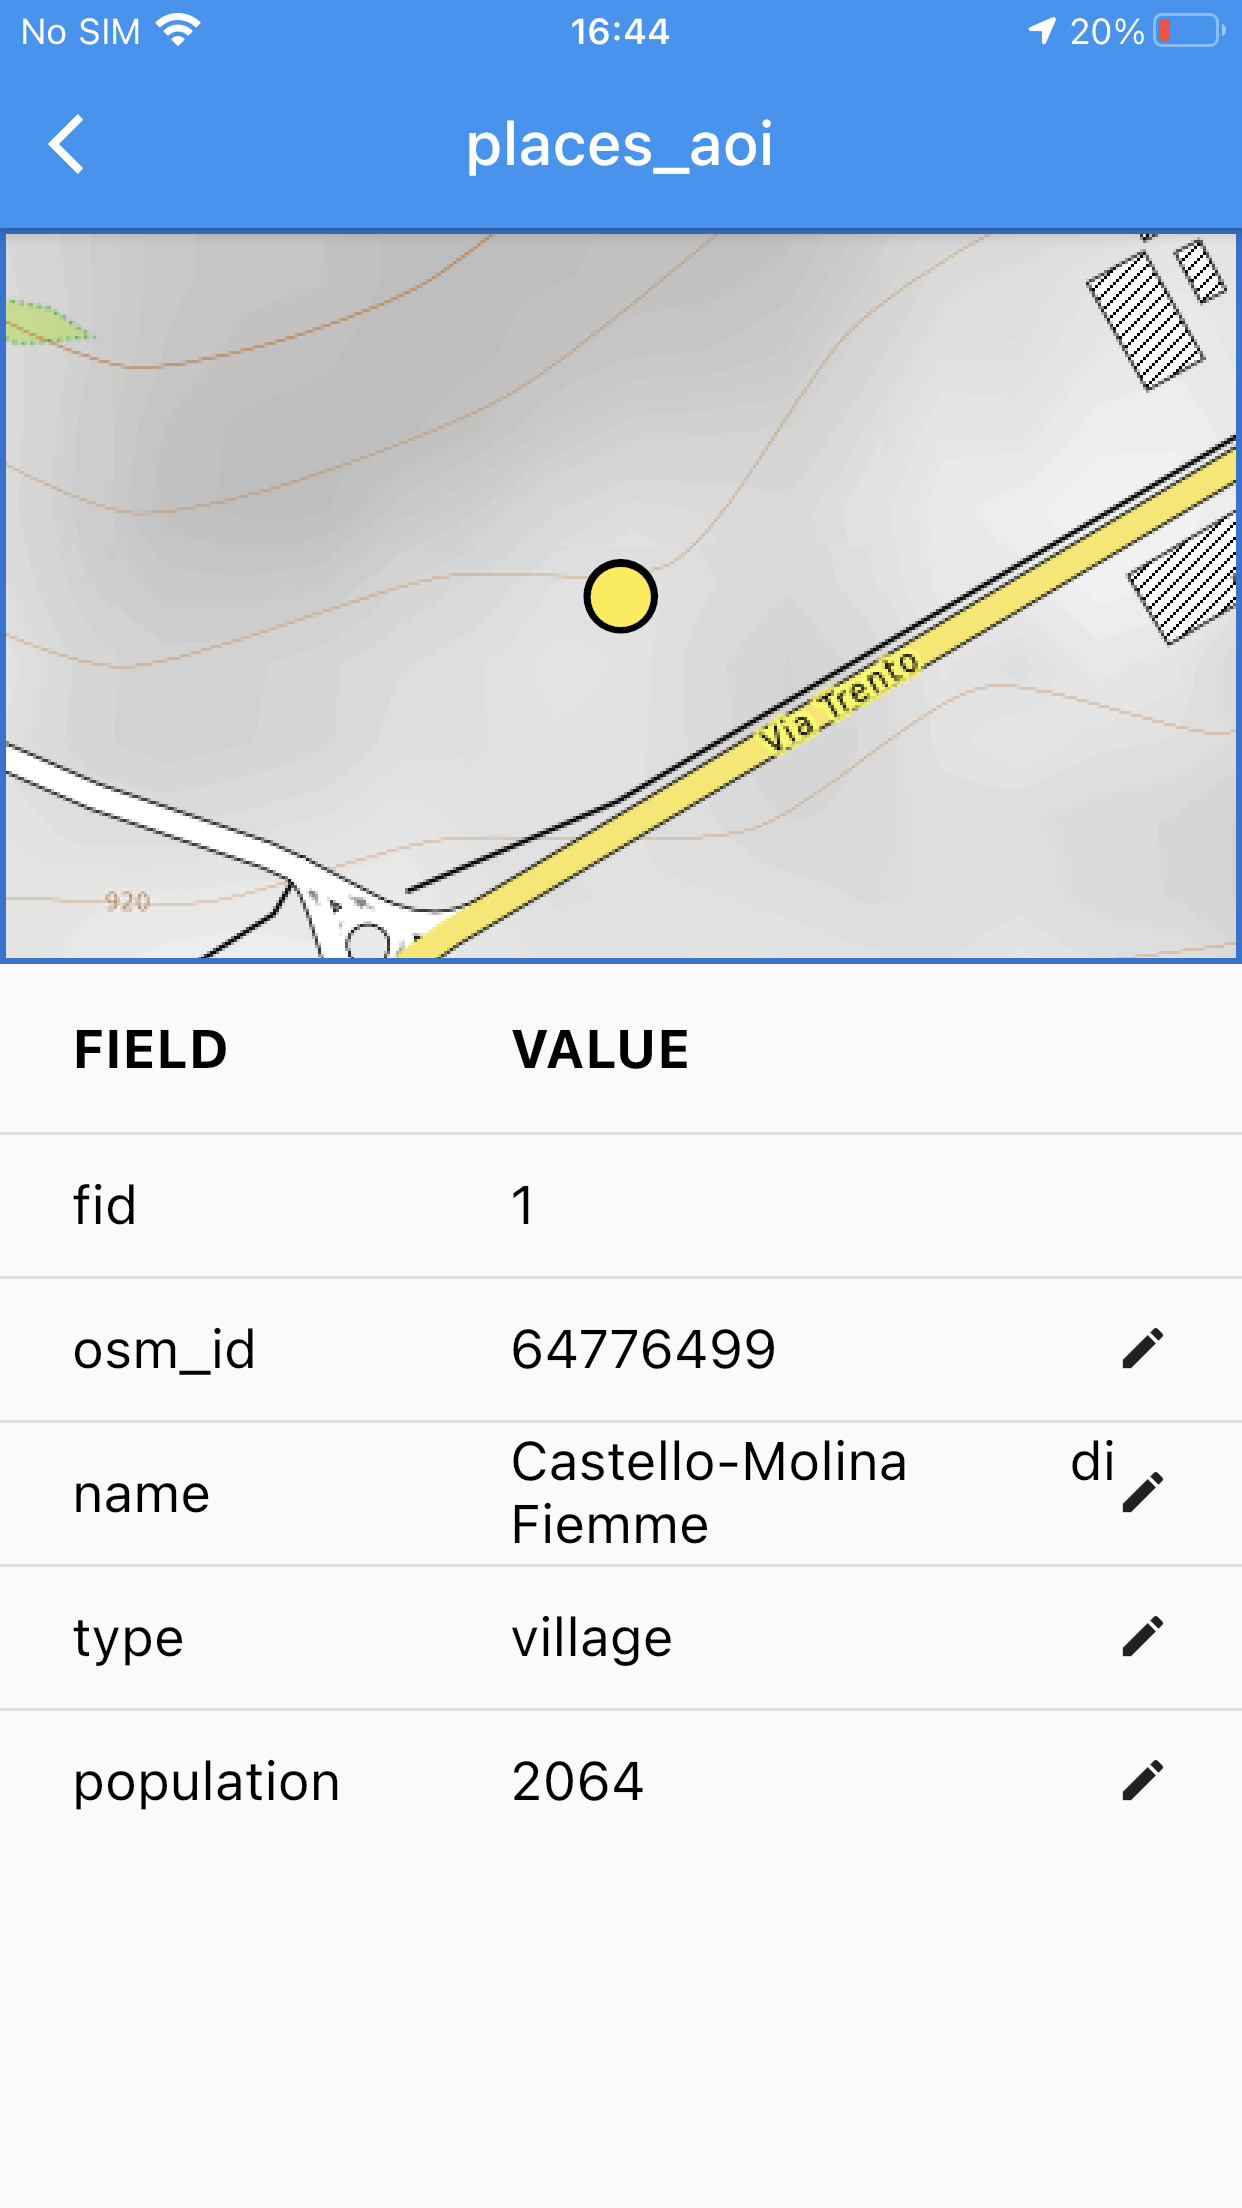 No SIM 16:44 20%
places_aoi
Via Trento
920
FIELD VALUE
fid 1
osm_id 64776499
name Castello-Molina di
Fiemme
type village
population 2064